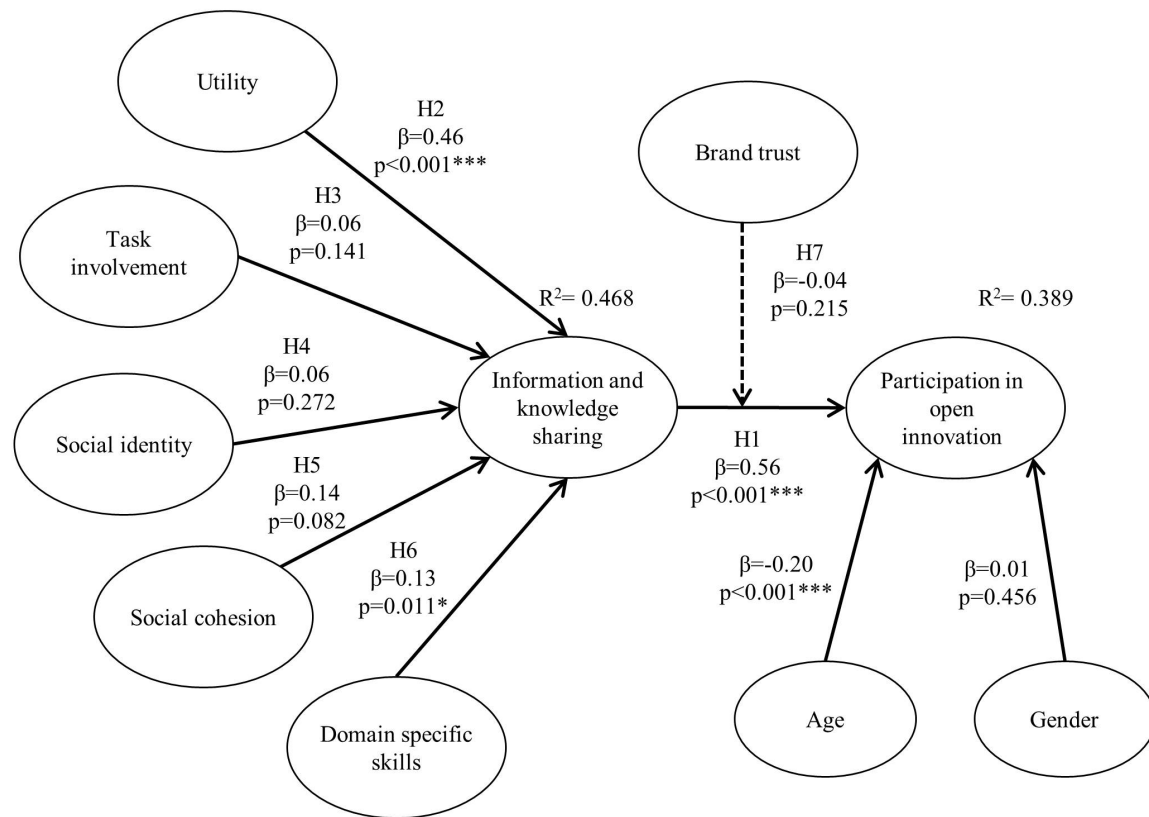 Utility
H2
β=0.46
p<0.001***
Brand trust
H3
β=0.06
p=0.141
Task
involvement
H7
β=-0.04
p=0.215
R²= 0.468
R²= 0.389
H4
β=0.06
p=0.272
Information and
knowledge
sharing
Participation in
open
innovation
Social identity
H1
β=0.56
p<0.001***
H5
β=0.14
p=0.082
H6
β=0.13
p=0.011*
Social cohesion
β=-0.20
p<0.001***
β=0.01
p=0.456
Domain specific
skills
Age
Gender